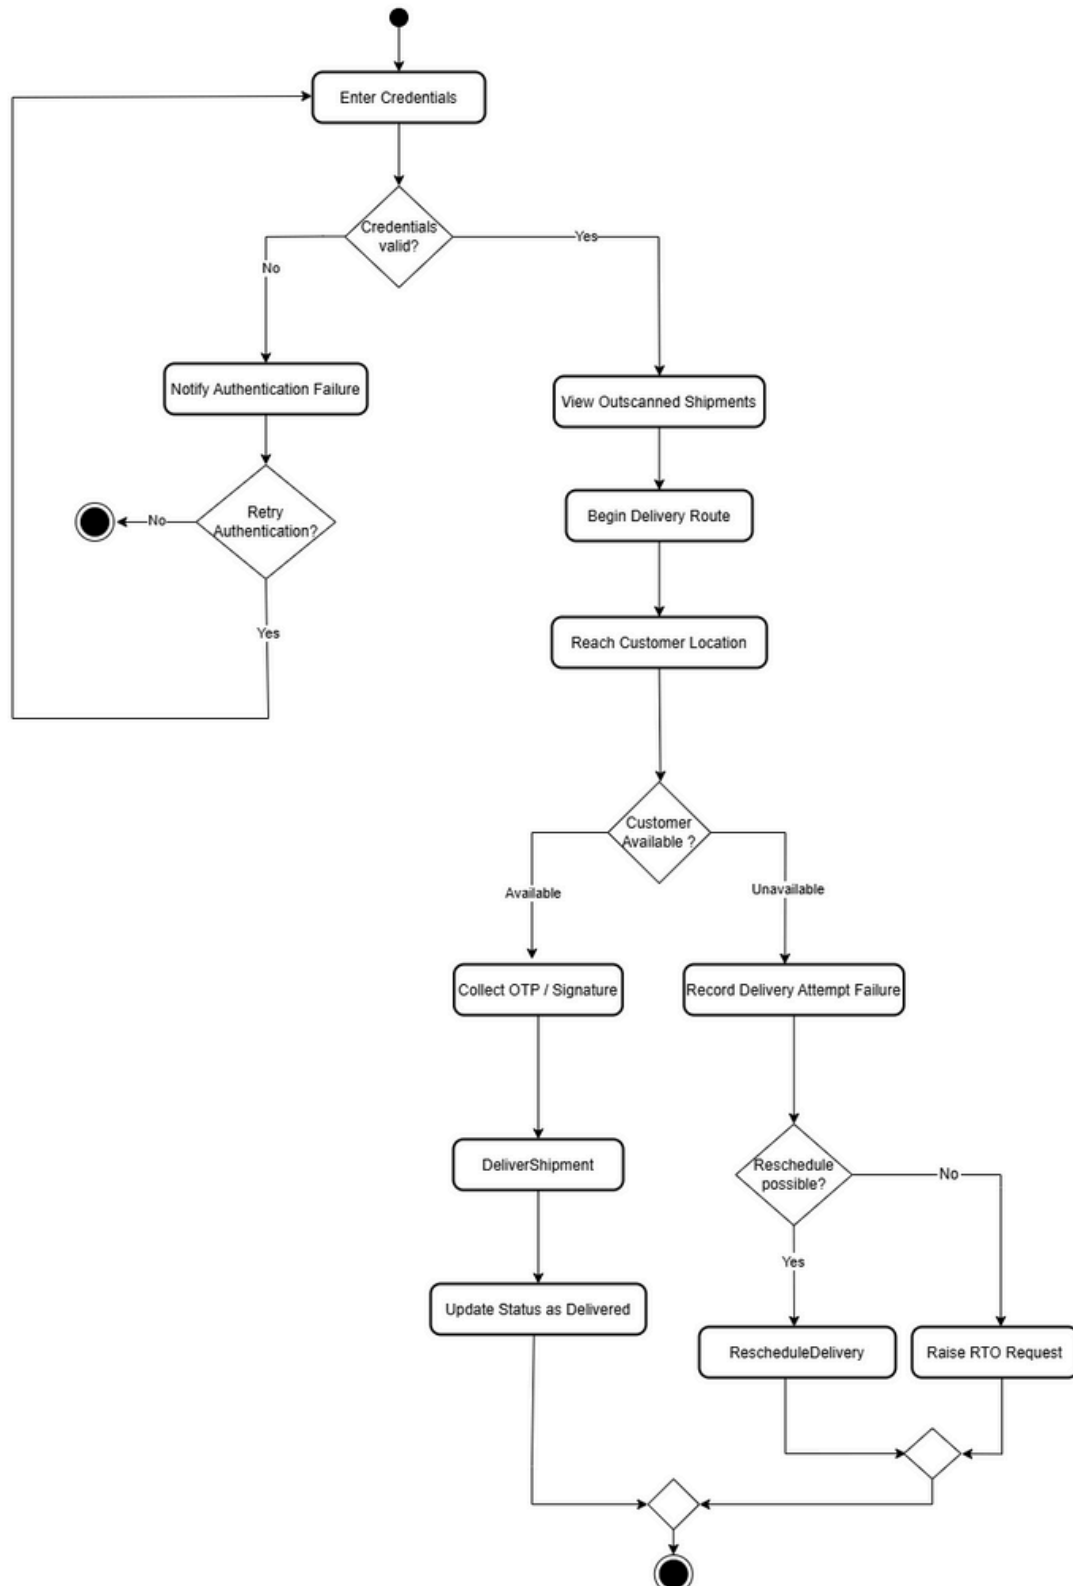 Enter Credentials
Credentials
valid?
No
Yes
Notify Authentication Failure
View Outscanned Shipments
Retry
Authentication?
No
Begin Delivery Route
Yes
Reach Customer Location
Customer
Available ?
Available
Unavailable
Collect OTP / Signature
Record Delivery Attempt Failure
DeliverShipment
Reschedule
possible?
No
Yes
Update Status as Delivered
RescheduleDelivery
Raise RTO Request